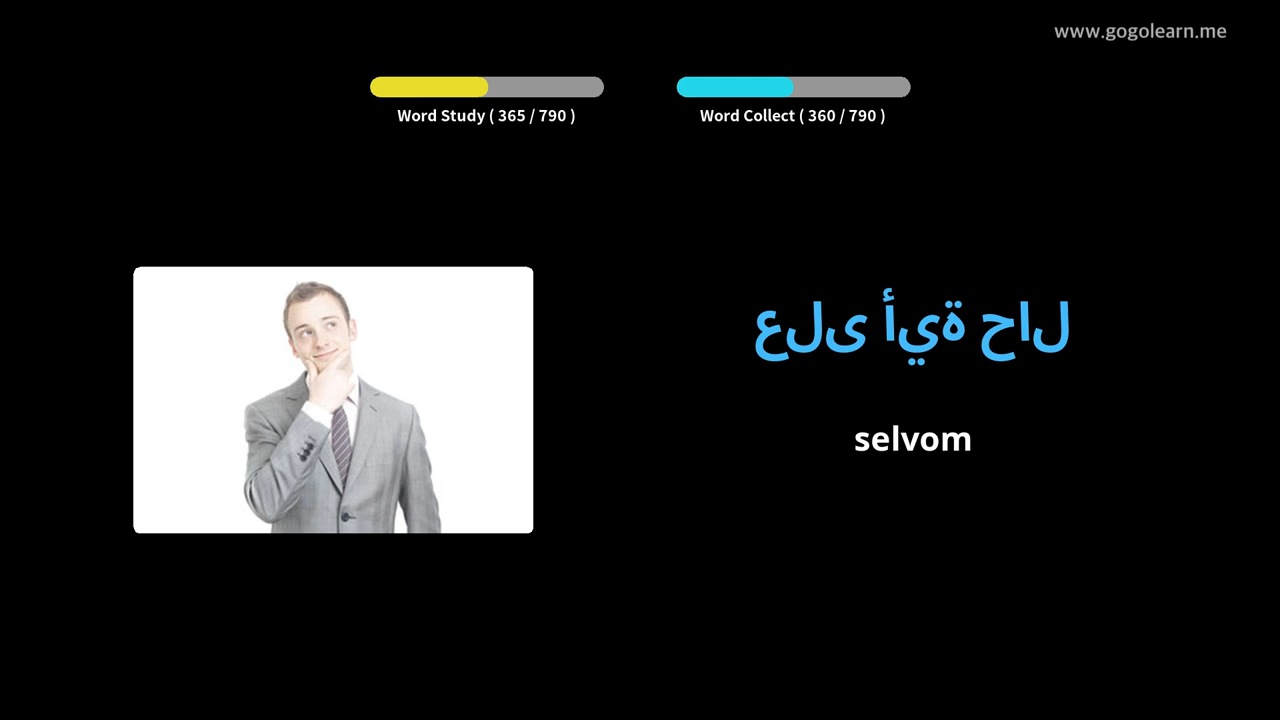 www.gogolearn.me
Word Study ( 365 / 790 )
Word Collect ( 360 / 790 )
على أية حال
selvom